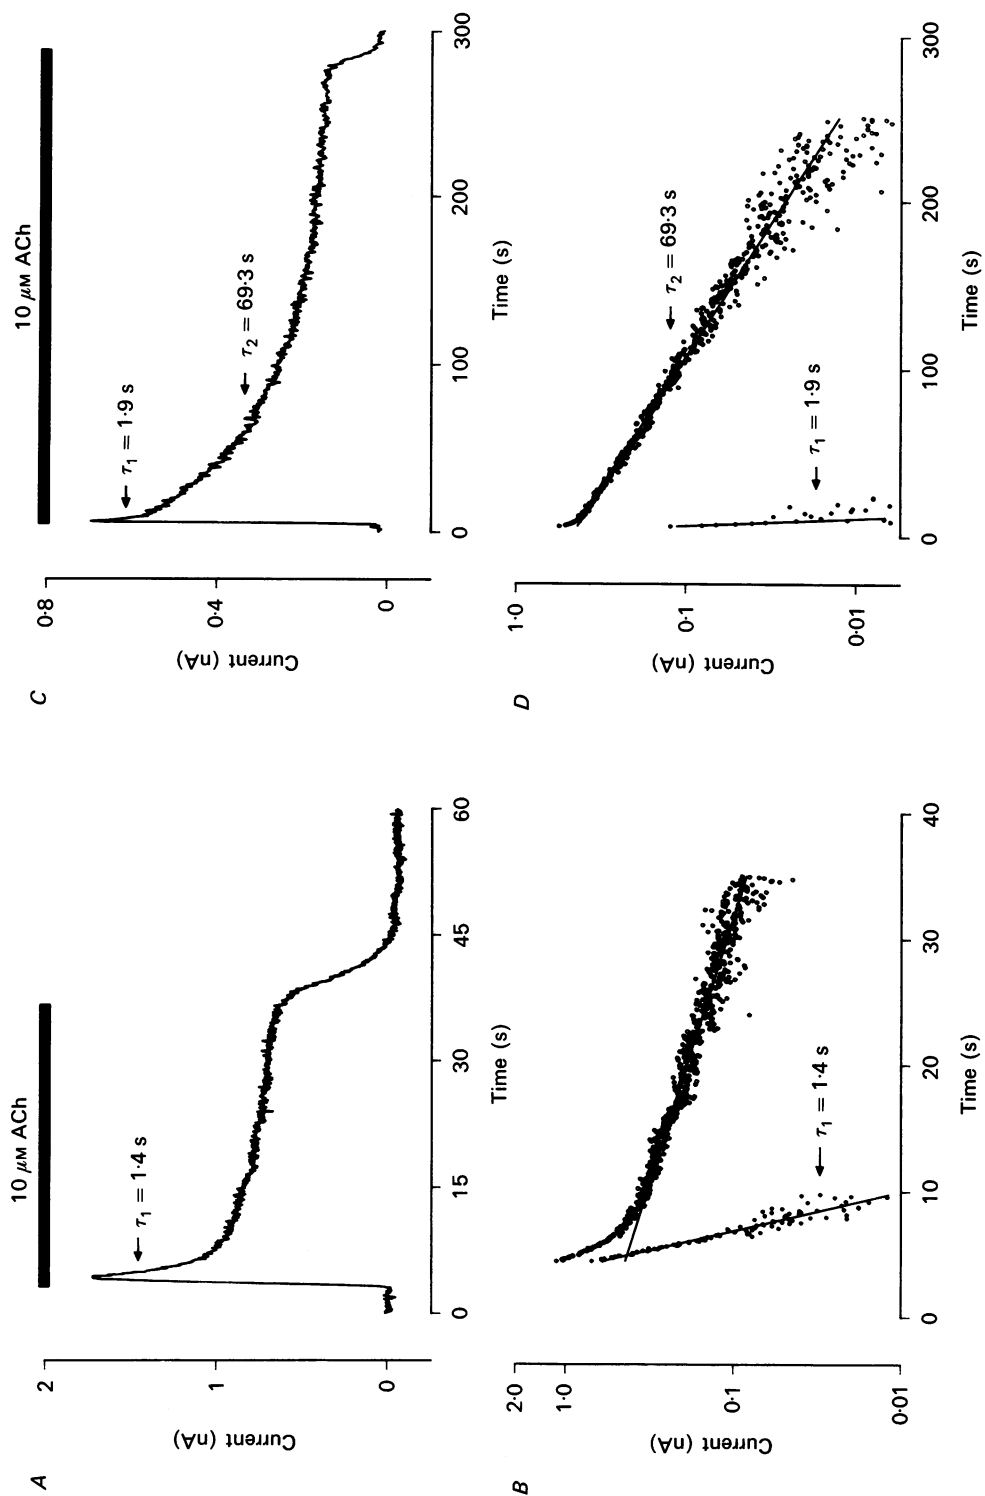 A
10 μM ACh
τ1 = 1·4 s
2
1
0
Current (nA)
0
15
30
45
60
Time (s)
B
2·0
1·0
0·1
0·01
Current (nA)
τ1 = 1·4 s
0
10
20
30
40
Time (s)
C
10 μM ACh
τ1 = 1·9 s
τ2 = 69·3 s
0·8
0·4
0
Current (nA)
0
100
200
300
Time (s)
D
1·0
0·1
0·01
Current (nA)
τ2 = 69·3 s
τ1 = 1·9 s
0
100
200
300
Time (s)